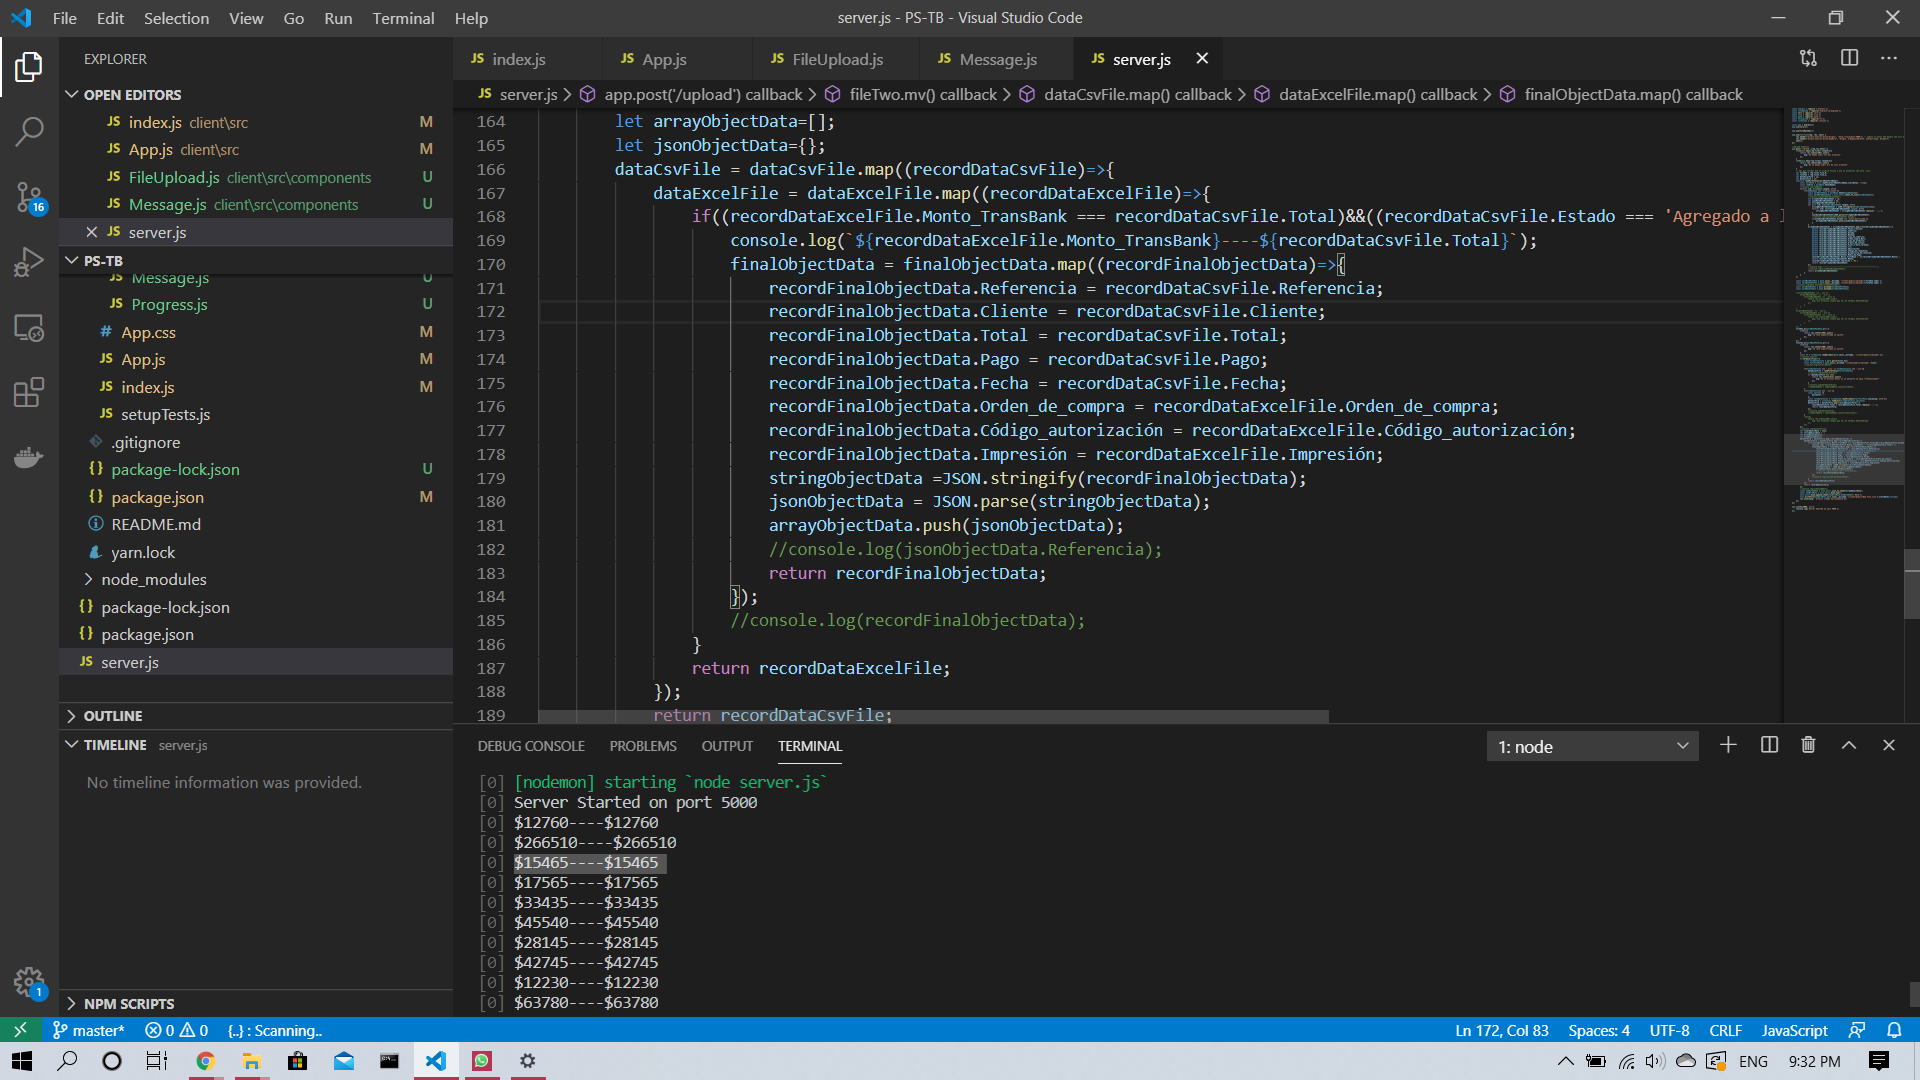 File Edit Selection View Go Run Terminal Help
server.js - PS-TB - Visual Studio Code
EXPLORER
OPEN EDITORS
JS index.js client\src M
JS App.js client\src M
JS FileUpload.js client\src\components U
JS Message.js client\src\components U
JS server.js
PS-TB
JS Message.js U
JS Progress.js U
# App.css M
JS App.js M
JS index.js M
JS setupTests.js
.gitignore
{} package-lock.json U
{} package.json M
README.md
yarn.lock
node_modules
{} package-lock.json
{} package.json
JS server.js
OUTLINE
TIMELINE server.js
No timeline information was provided.
NPM SCRIPTS
16
1
JS index.js JS App.js JS FileUpload.js JS Message.js JS server.js
JS server.js > app.post('/upload') callback > fileTwo.mv() callback > dataCsvFile.map() callback > dataExcelFile.map() callback > finalObjectData.map() callback
164 let arrayObjectData=[];
165 let jsonObjectData={};
166 dataCsvFile = dataCsvFile.map((recordDataCsvFile)=>{
167 dataExcelFile = dataExcelFile.map((recordDataExcelFile)=>{
168 if((recordDataExcelFile.Monto_TransBank === recordDataCsvFile.Total)&&((recordDataCsvFile.Estado === 'Agregado a
169 console.log(`${recordDataExcelFile.Monto_TransBank}----${recordDataCsvFile.Total}`);
170 finalObjectData = finalObjectData.map((recordFinalObjectData)=>{
171 recordFinalObjectData.Referencia = recordDataCsvFile.Referencia;
172 recordFinalObjectData.Cliente = recordDataCsvFile.Cliente;
173 recordFinalObjectData.Total = recordDataCsvFile.Total;
174 recordFinalObjectData.Pago = recordDataCsvFile.Pago;
175 recordFinalObjectData.Fecha = recordDataCsvFile.Fecha;
176 recordFinalObjectData.Orden_de_compra = recordDataExcelFile.Orden_de_compra;
177 recordFinalObjectData.Código_autorización = recordDataExcelFile.Código_autorización;
178 recordFinalObjectData.Impresión = recordDataExcelFile.Impresión;
179 stringObjectData =JSON.stringify(recordFinalObjectData);
180 jsonObjectData = JSON.parse(stringObjectData);
181 arrayObjectData.push(jsonObjectData);
182 //console.log(jsonObjectData.Referencia);
183 return recordFinalObjectData;
184 });
185 //console.log(recordFinalObjectData);
186 }
187 return recordDataExcelFile;
188 });
189 return recordDataCsvFile;
DEBUG CONSOLE PROBLEMS OUTPUT TERMINAL
1: node
[0] [nodemon] starting `node server.js`
[0] Server Started on port 5000
[0] $12760----$12760
[0] $266510----$266510
[0] $15465----$15465
[0] $17565----$17565
[0] $33435----$33435
[0] $45540----$45540
[0] $28145----$28145
[0] $42745----$42745
[0] $12230----$12230
[0] $63780----$63780
master* 0 0 {..} : Scanning..
Ln 172, Col 83 Spaces: 4 UTF-8 CRLF JavaScript
ENG 9:32 PM